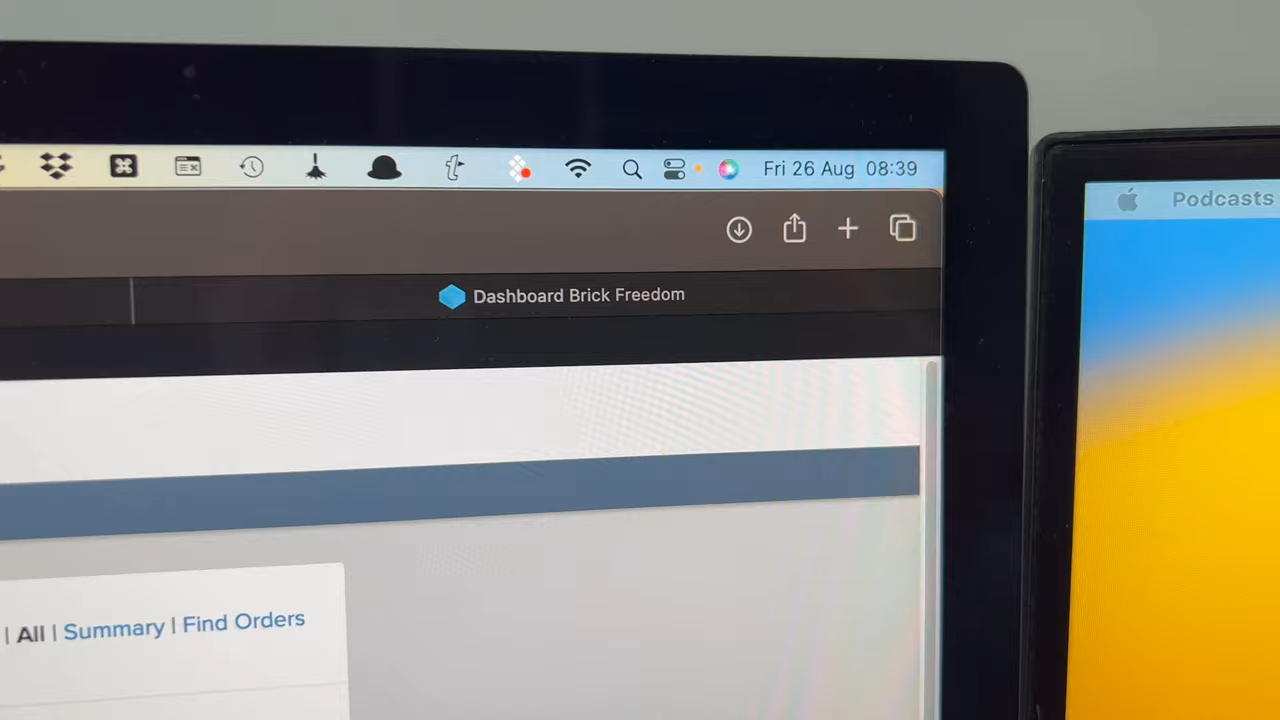 Fri 26 Aug 08:39
Podcasts
Dashboard Brick Freedom
| All | Summary | Find Orders